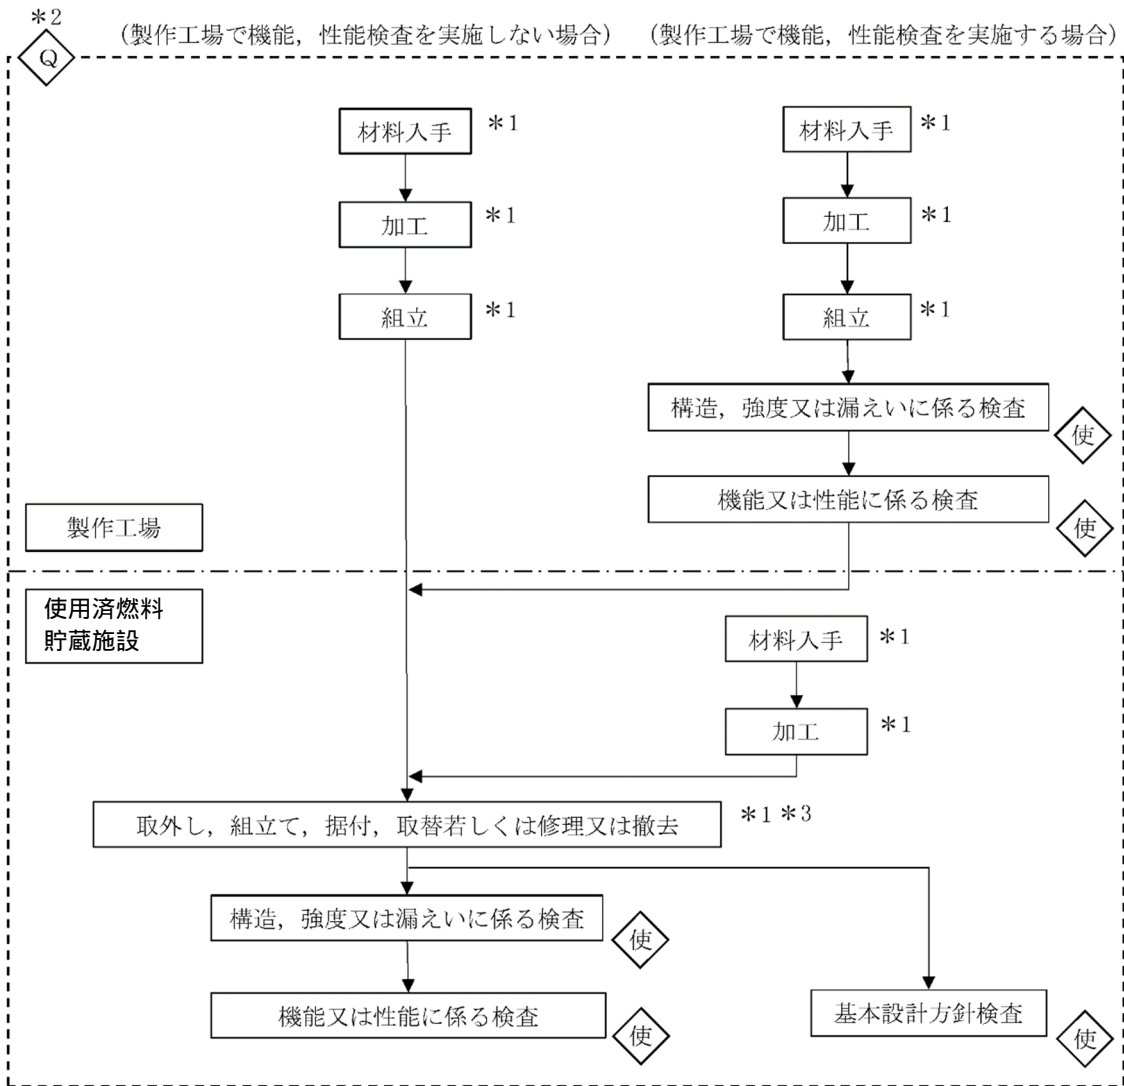 ＊2
Q
（製作工場で機能，性能検査を実施しない場合）
（製作工場で機能，性能検査を実施する場合）
材料入手 ＊1
加工 ＊1
組立 ＊1
材料入手 ＊1
加工 ＊1
組立 ＊1
構造，強度又は漏えいに係る検査
使
機能又は性能に係る検査
使
製作工場
使用済燃料
貯蔵施設
材料入手 ＊1
加工 ＊1
取外し，組立て，据付，取替若しくは修理又は撤去 ＊1＊3
構造，強度又は漏えいに係る検査
使
機能又は性能に係る検査
使
基本設計方針検査
使